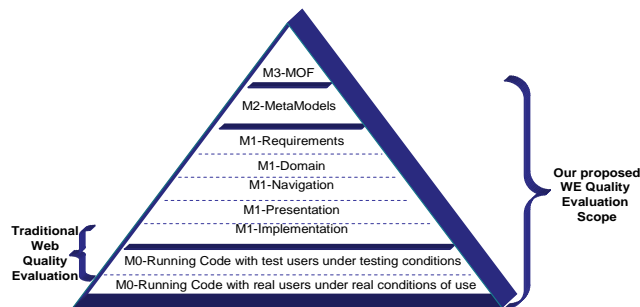 M3-MOF
M2-MetaModels
M1-Requirements
M1-Domain
M1-Navigation
M1-Presentation
M1-Implementation
M0-Running Code with test users under testing conditions
M0-Running Code with real users under real conditions of use
Traditional
Web
Quality
Evaluation
Our proposed
WE Quality
Evaluation
Scope